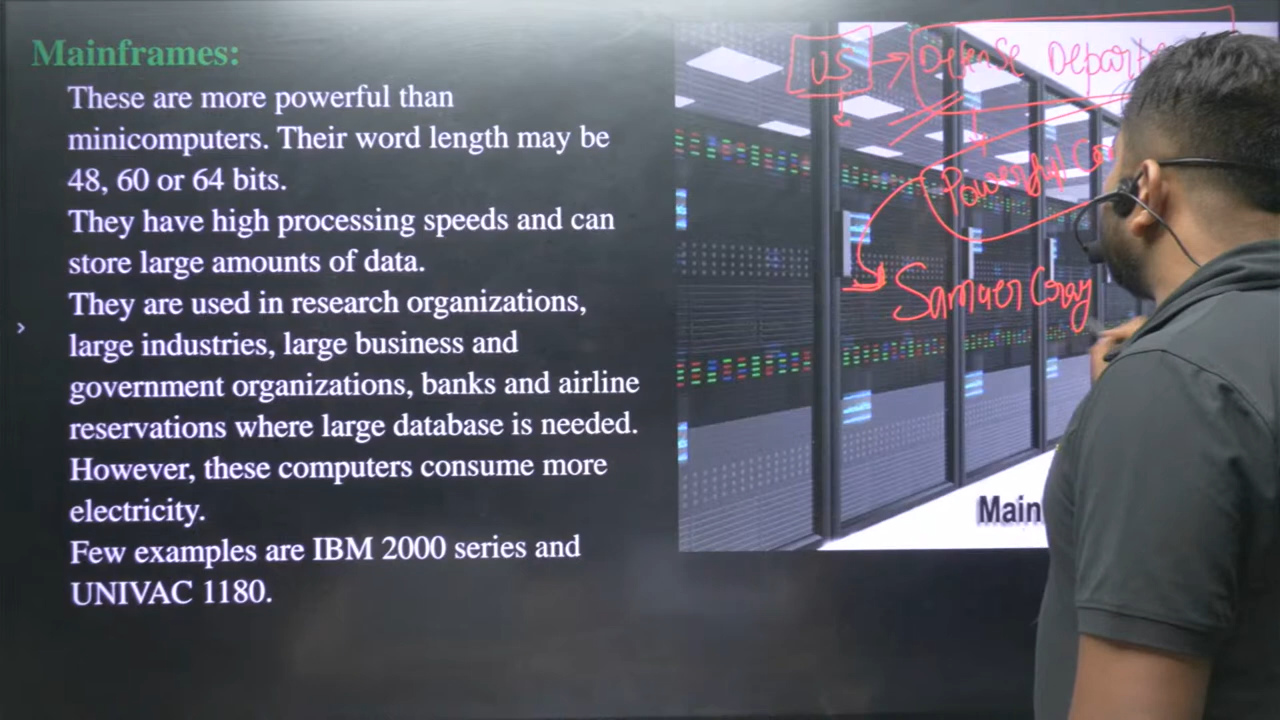 Mainframes:
These are more powerful than
minicomputers. Their word length may be
48, 60 or 64 bits.
They have high processing speeds and can
store large amounts of data.
They are used in research organizations,
large industries, large business and
government organizations, banks and airline
reservations where large database is needed.
However, these computers consume more
electricity.
Few examples are IBM 2000 series and
UNIVAC 1180.
US → Defense Depart
Powerful Co
Cray
Main